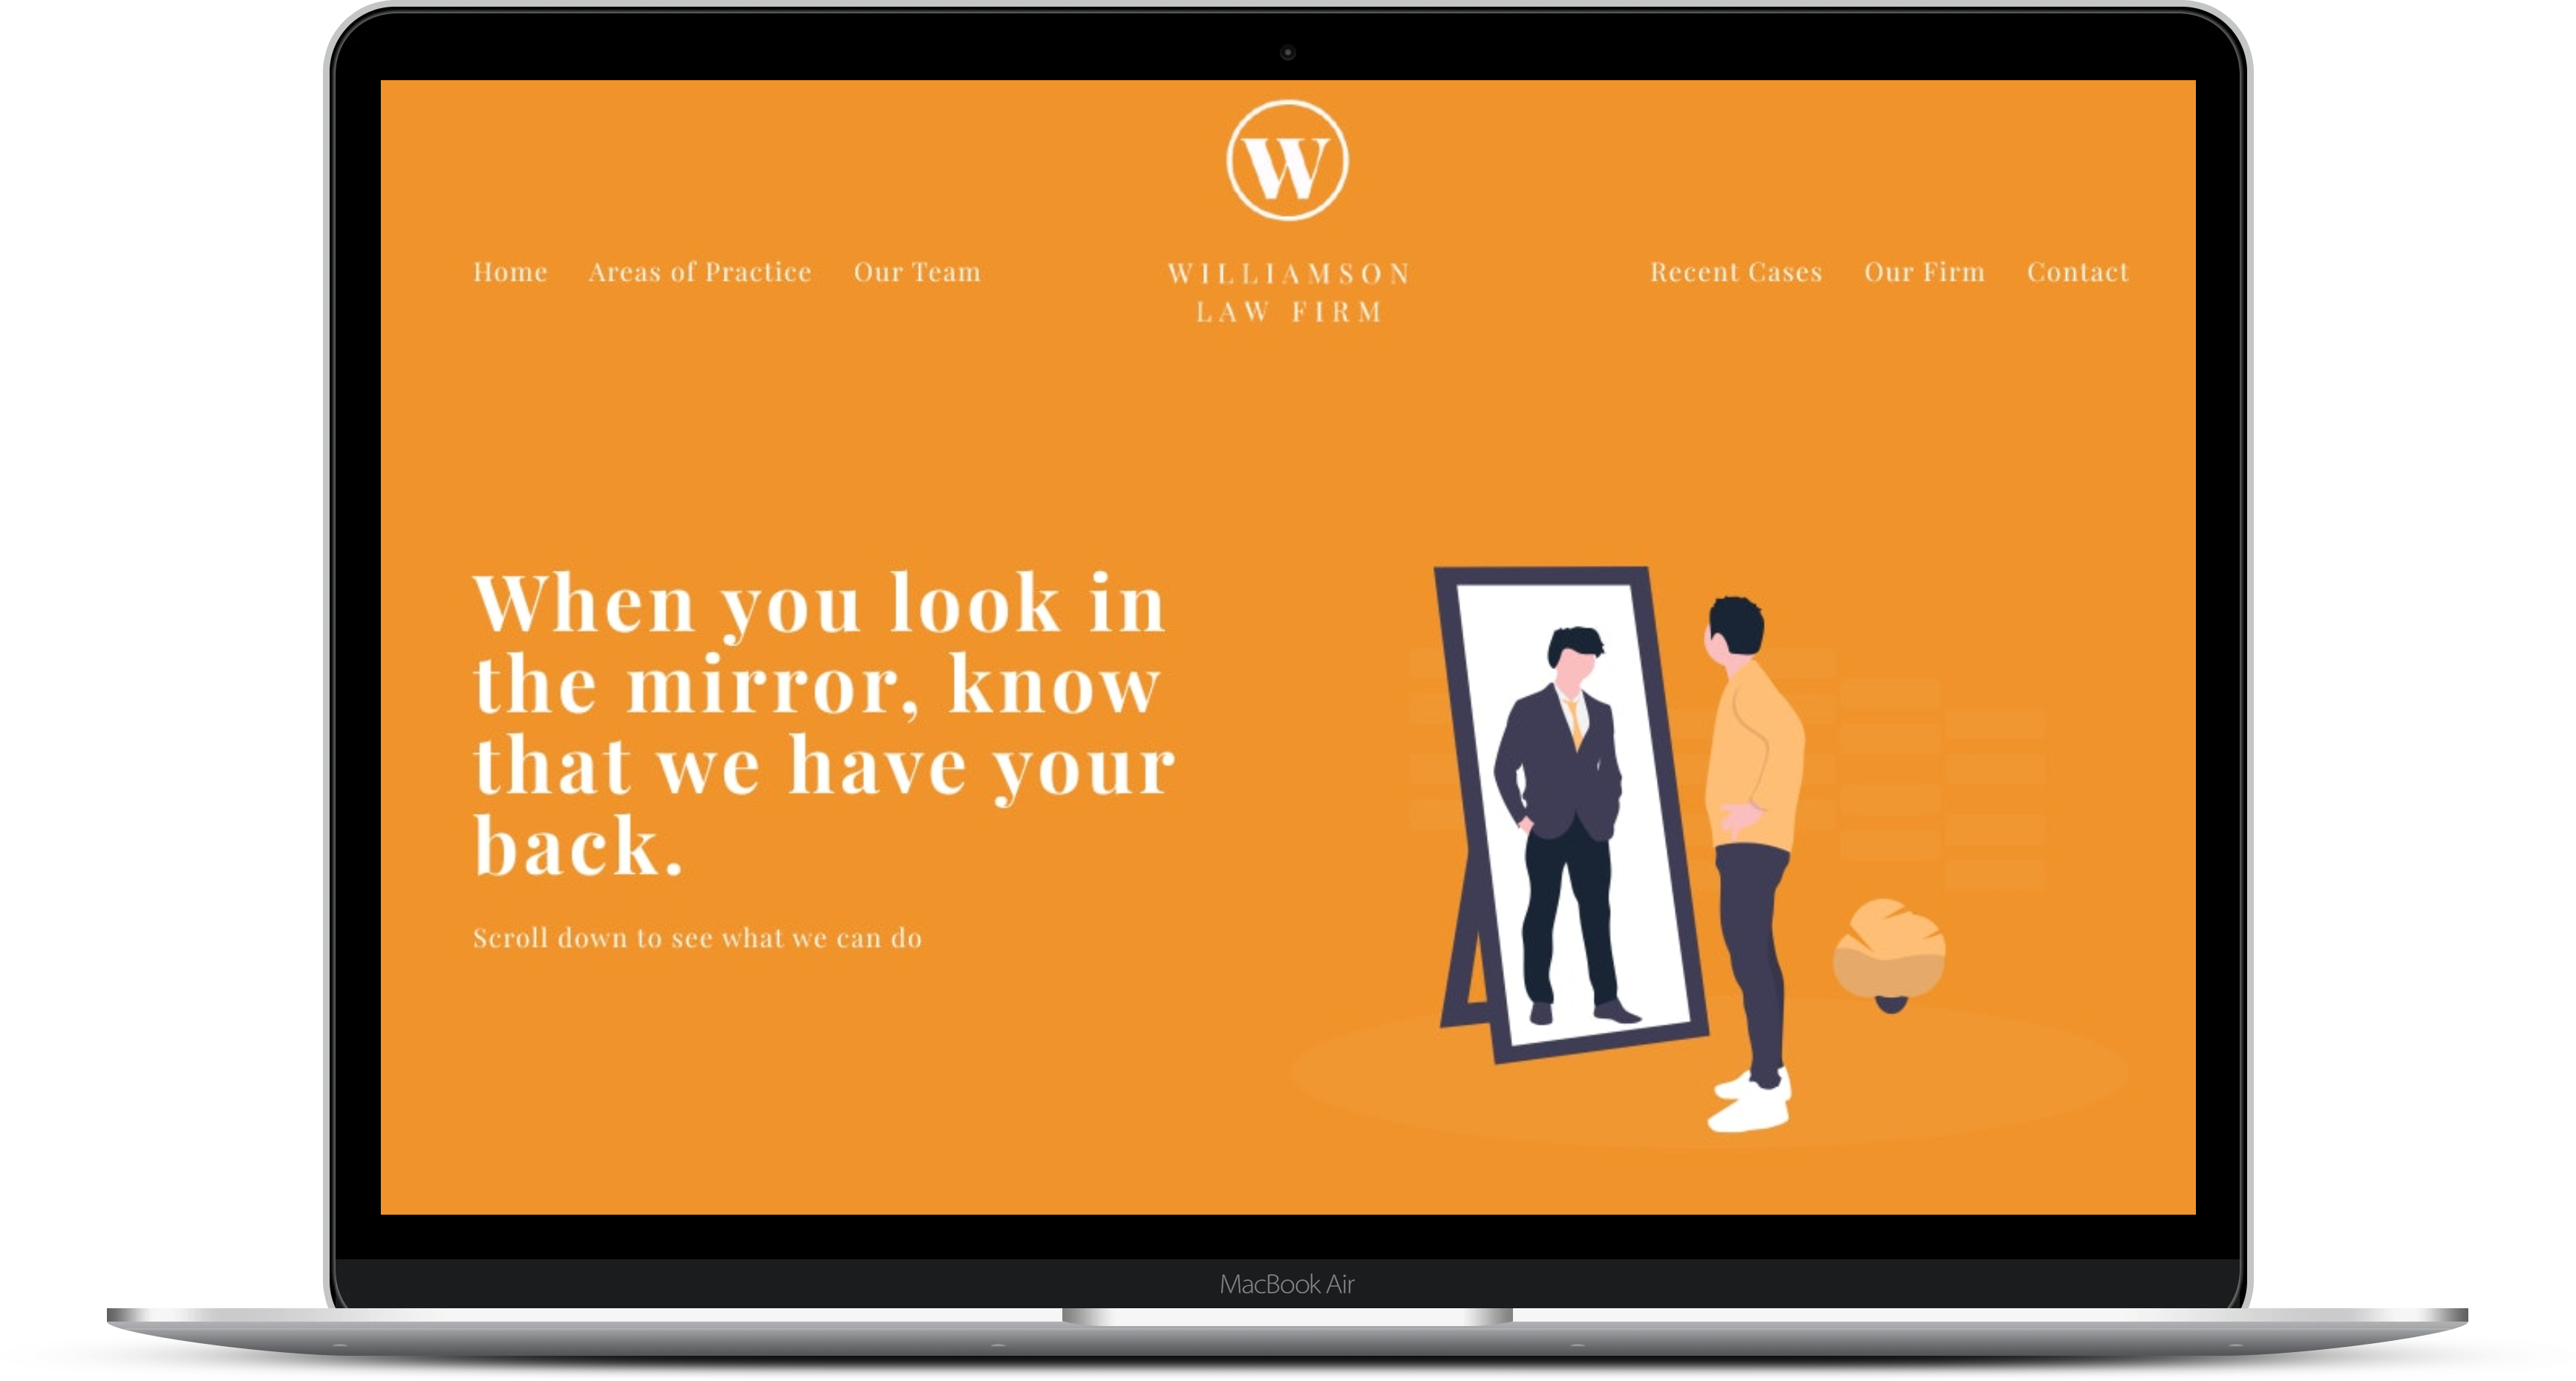 W
WILLIAMSON
LAW FIRM
Home Areas of Practice Our Team
Recent Cases Our Firm Contact
When you look in
the mirror, know
that we have your
back.
Scroll down to see what we can do
MacBook Air